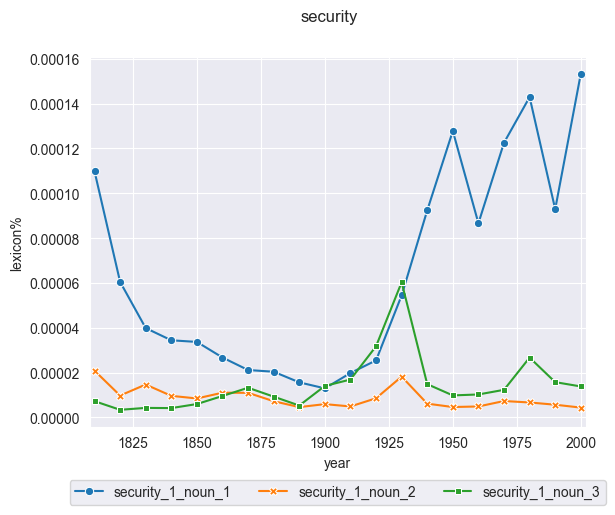 security
0.00016
0.00014
0.00012
0.00010
0.00008
0.00006
0.00004
0.00002
0.00000
lexicon%
1825 1850 1875 1900 1925 1950 1975 2000
year
security_1_noun_1 security_1_noun_2 security_1_noun_3